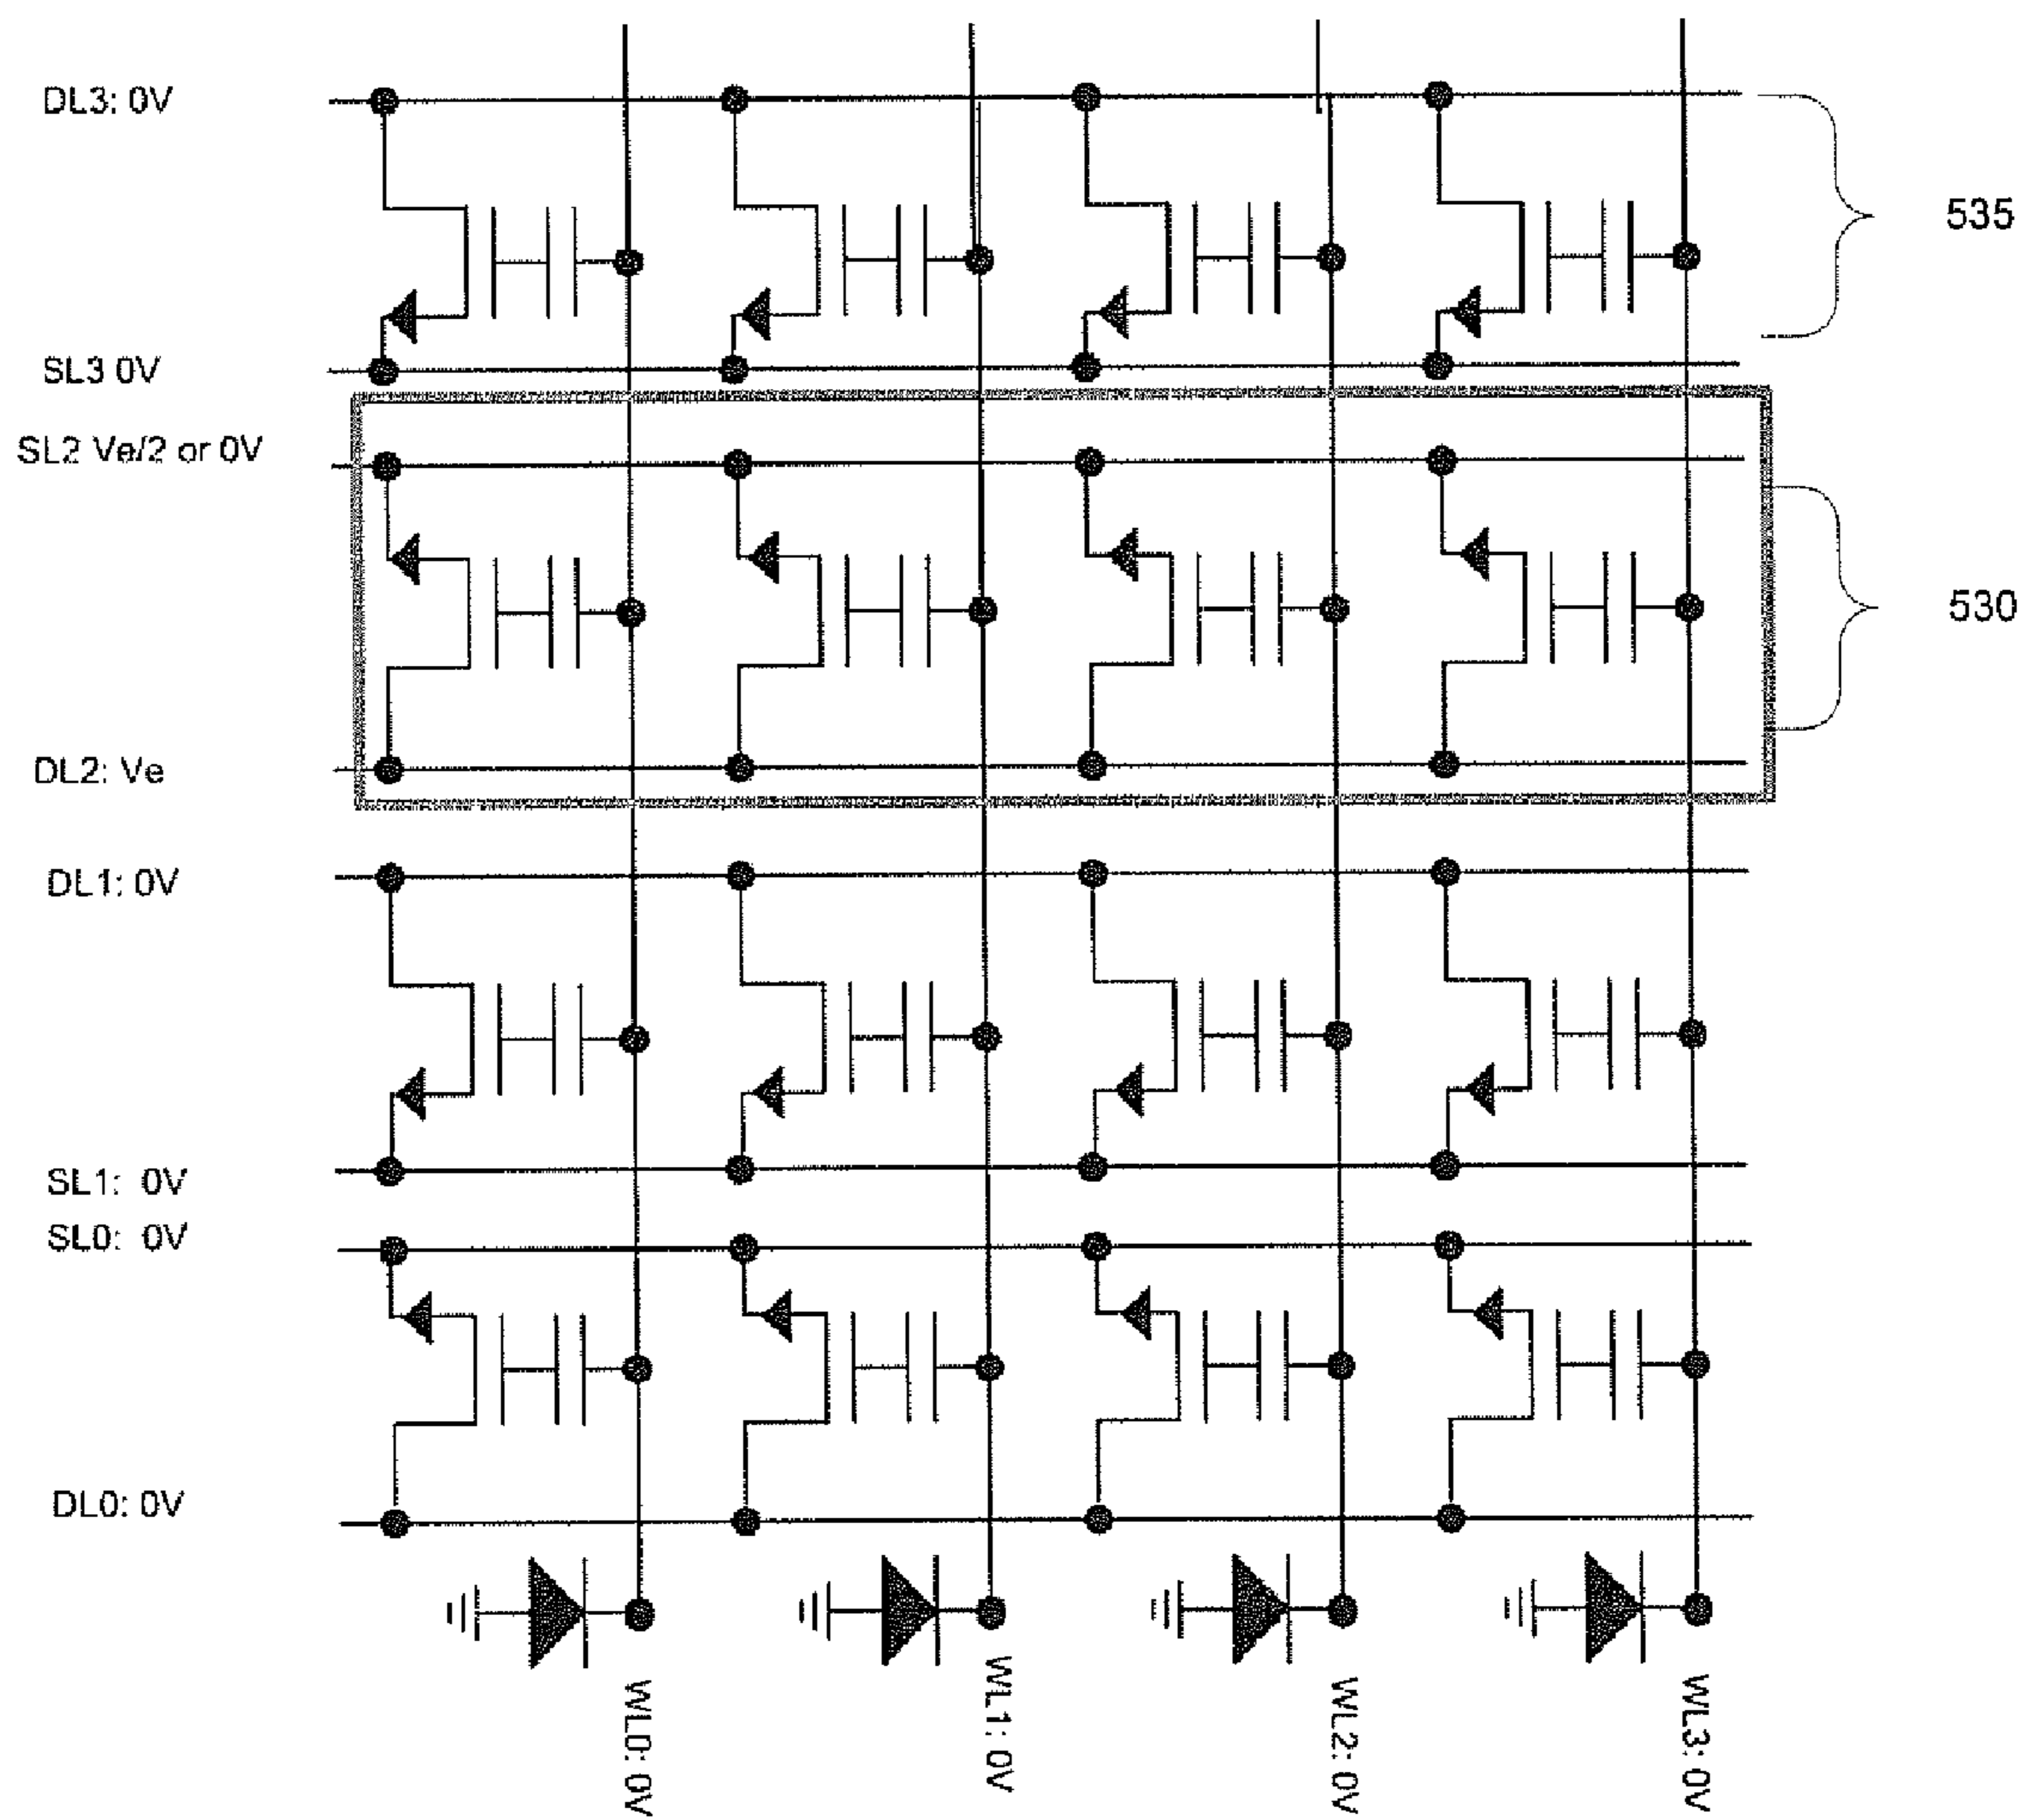 DL3: 0V
535
SL3 0V
SL2 Ve/2 or 0V
530
DL2: Ve
DL1: 0V
SL1: 0V
SL0: 0V
DL0: 0V
WL0: 0V
WL1: 0V
WL2: 0V
WL3: 0V